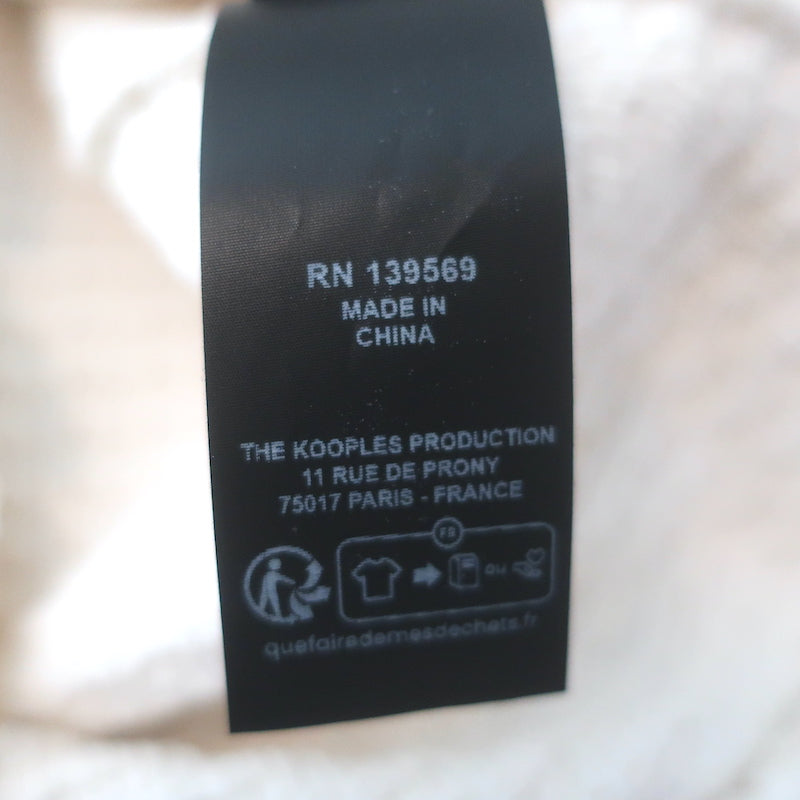 RN 139569
MADE IN
CHINA
THE KOOPLES PRODUCTION
11 RUE DE PRONY
75017 PARIS - FRANCE
FR
ou
quefairedemesdechets.fr